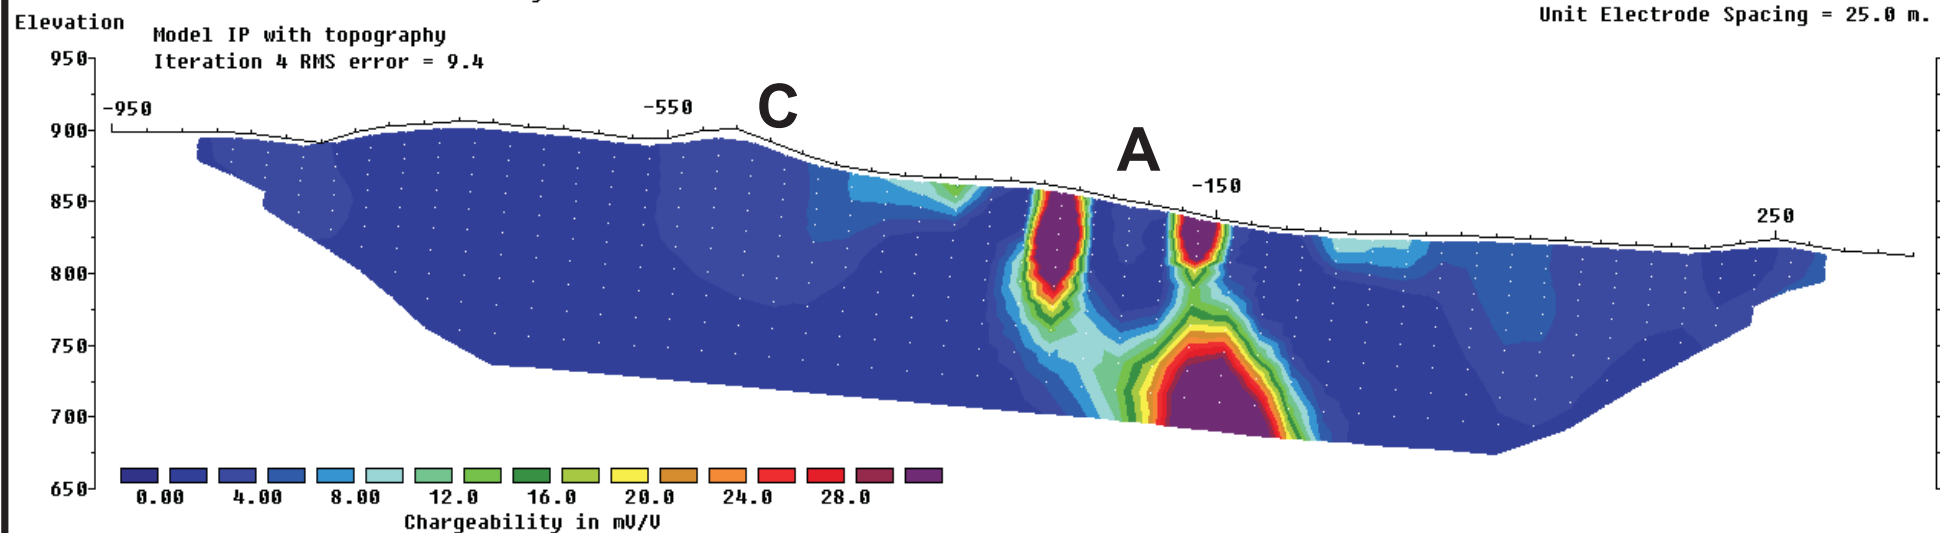 Unit Electrode Spacing = 25.0 m.
Elevation
Model IP with topography
Iteration 4 RMS error = 9.4
950
C
-950
-550
900
A
-150
850
250
800
750
700
650
0.00 4.00 8.00 12.0 16.0 20.0 24.0 28.0
Chargeability in mV/V